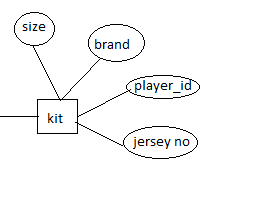 size
brand
player_id
kit
jersey no